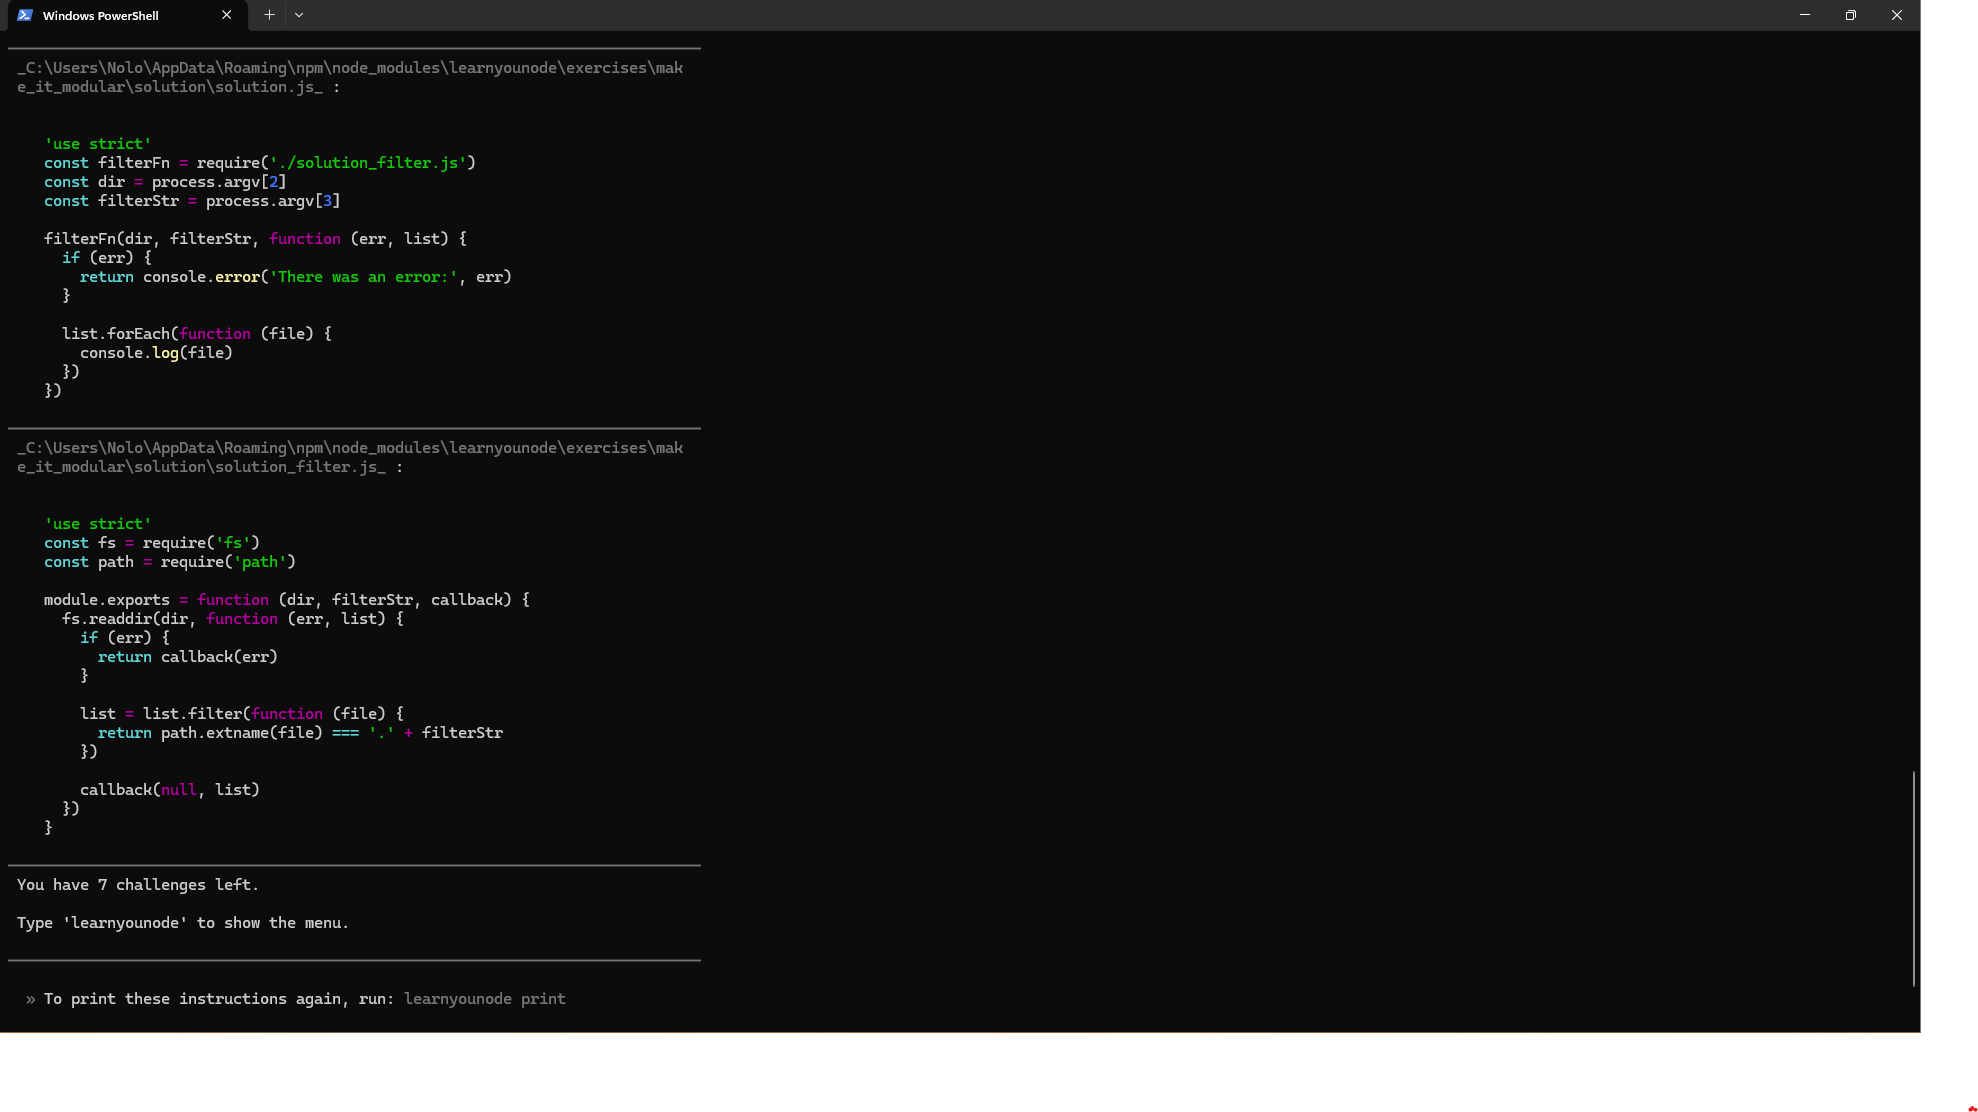 Windows PowerShell
_C:\Users\Nolo\AppData\Roaming\npm\node_modules\learnyounode\exercises\mak
e_it_modular\solution\solution.js_ :
'use strict'
const filterFn = require('./solution_filter.js')
const dir = process.argv[2]
const filterStr = process.argv[3]
filterFn(dir, filterStr, function (err, list) {
if (err) {
return console.error('There was an error:', err)
}
list.forEach(function (file) {
console.log(file)
})
})
_C:\Users\Nolo\AppData\Roaming\npm\node_modules\learnyounode\exercises\mak
e_it_modular\solution\solution_filter.js_ :
'use strict'
const fs = require('fs')
const path = require('path')
module.exports = function (dir, filterStr, callback) {
fs.readdir(dir, function (err, list) {
if (err) {
return callback(err)
}
list = list.filter(function (file) {
return path.extname(file) === '.' + filterStr
})
callback(null, list)
})
}
You have 7 challenges left.
Type 'learnyounode' to show the menu.
» To print these instructions again, run: learnyounode print